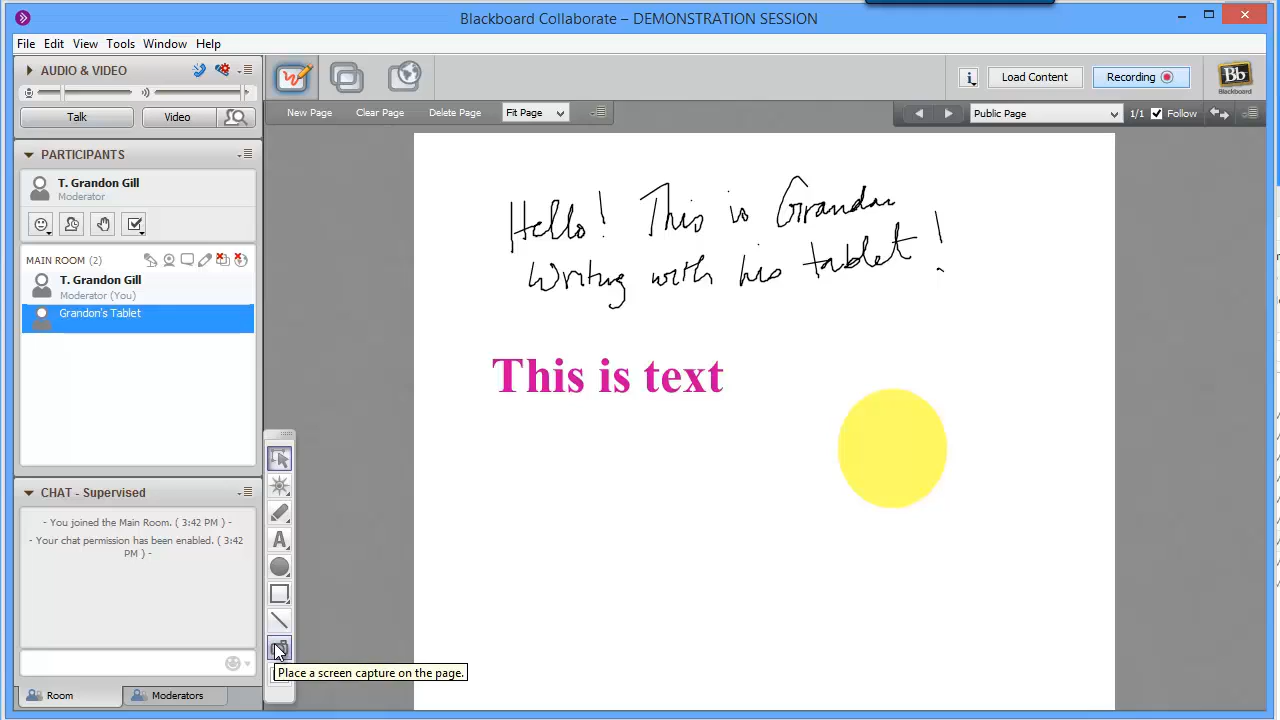 Blackboard Collaborate – DEMONSTRATION SESSION
File Edit View Tools Window Help
AUDIO & VIDEO
Talk Video
PARTICIPANTS
T. Grandon Gill
Moderator
MAIN ROOM (2)
T. Grandon Gill
Moderator (You)
Grandon's Tablet
CHAT - Supervised
- You joined the Main Room. ( 3:42 PM ) -
- Your chat permission has been enabled. ( 3:42
PM ) -
Room Moderators
Load Content Recording
Bb
Blackboard
New Page Clear Page Delete Page Fit Page
Public Page 1/1 Follow
Hello! This is Grandon
Writing with his tablet!
This is text
A
Place a screen capture on the page.